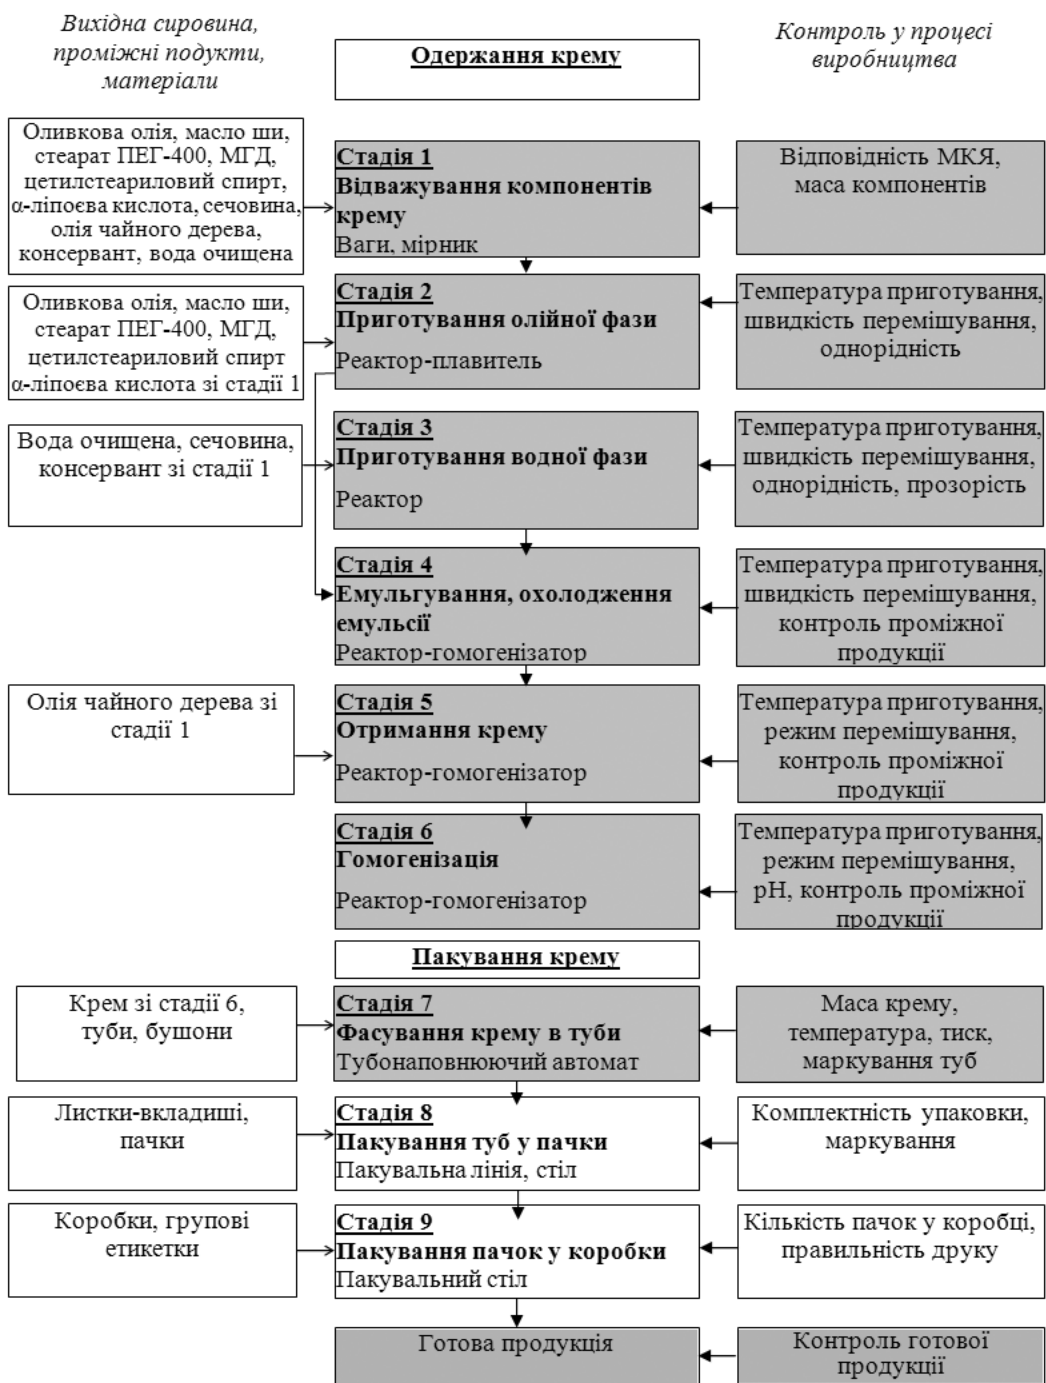 Вихідна сировина,
проміжні подукти,
матеріали
Одержання крему
Контроль у процесі
виробництва
Оливкова олія, масло ши,
стеарат ПЕГ-400, МГД,
цетилстеариловий спирт,
α-ліпоєва кислота, сечовина,
олія чайного дерева,
консервант, вода очищена
Стадія 1
Відважування компонентів
крему
Ваги, мірник
Відповідність МКЯ,
маса компонентів
Оливкова олія, масло ши,
стеарат ПЕГ-400, МГД,
цетилстеариловий спирт
α-ліпоєва кислота зі стадії 1
Стадія 2
Приготування олійної фази
Реактор-плавитель
Температура приготування,
швидкість перемішування,
однорідність
Вода очищена, сечовина,
консервант зі стадії 1
Стадія 3
Приготування водної фази
Реактор
Температура приготування,
швидкість перемішування,
однорідність, прозорість
Стадія 4
Емульгування, охолодження
емульсії
Реактор-гомогенізатор
Температура приготування,
швидкість перемішування,
контроль проміжної
продукції
Олія чайного дерева зі
стадії 1
Стадія 5
Отримання крему
Реактор-гомогенізатор
Температура приготування,
режим перемішування,
контроль проміжної
продукції
Стадія 6
Гомогенізація
Реактор-гомогенізатор
Температура приготування,
режим перемішування,
рН, контроль проміжної
продукції
Пакування крему
Крем зі стадії 6,
туби, бушони
Стадія 7
Фасування крему в туби
Тубонаповнюючий автомат
Маса крему,
температура, тиск,
маркування туб
Листки-вкладиші,
пачки
Стадія 8
Пакування туб у пачки
Пакувальна лінія, стіл
Комплектність упаковки,
маркування
Коробки, групові
етикетки
Стадія 9
Пакування пачок у коробки
Пакувальний стіл
Кількість пачок у коробці,
правильність друку
Готова продукція
Контроль готової
продукції